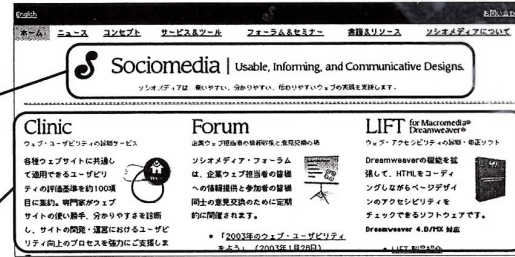 English
お問い合わ
ホーム ニュース コンセプト サービス&ツール フォーラム&セミナー 書籍&リソース ソシオメディアについて
Sociomedia | Usable, Informing, and Communicative Designs.
ソシオメディアは 使いやすい、分かりやすい、伝わりやすいウェブの実現を支援します。
Clinic
ウェブ・ユーザビリティの診断サービス
各種ウェブサイトに共通し
て適用できるユーザビリ
ティの評価基準を約100項
目に集約。専門家がウェブ
サイトの使い勝手、分かりやすさを診断
し、サイトの開発・運営におけるユーザビ
リティ向上のプロセスを強力にご支援しま
Forum
企業ウェブ担当者の情報収集と意見交換の場
ソシオメディア・フォーラム
は、企業ウェブ担当者の皆様
への情報提供と参加者の皆様
同士の意見交換のために定期
的に開催されます。
• 「2003年のウェブ・ユーザビリティ
をよう」 (2003年1月28日)
LIFT for Macromedia® Dreamweaver®
ウェブ・アクセシビリティの診断・修正ソフト
Dreamweaverの機能を拡
張して、HTMLをコーディ
ングしながらページデザイ
ンのアクセシビリティを
チェックできるソフトウェアです。
Dreamweaver 4.0/MX 対応
• LIFT 製品紹介